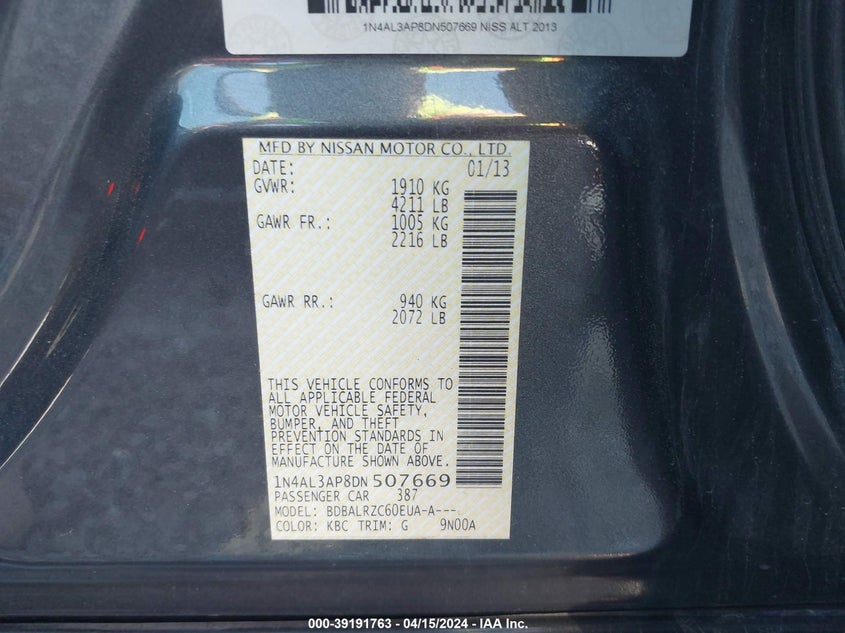 1N4AL3AP8DN507669 NISS ALT 2013
MFD BY NISSAN MOTOR CO., LTD.
DATE: 01/13
GVWR: 1910 KG
4211 LB
GAWR FR.: 1005 KG
2216 LB
GAWR RR.: 940 KG
2072 LB
THIS VEHICLE CONFORMS TO
ALL APPLICABLE FEDERAL
MOTOR VEHICLE SAFETY,
BUMPER, AND THEFT
PREVENTION STANDARDS IN
EFFECT ON THE DATE OF
MANUFACTURE SHOWN ABOVE.
1N4AL3AP8DN507669
PASSENGER CAR 387
MODEL: BDBALRZC60EUA-A---
COLOR: KBC TRIM: G 9N00A
000-39191763 - 04/15/2024 - IAA Inc.